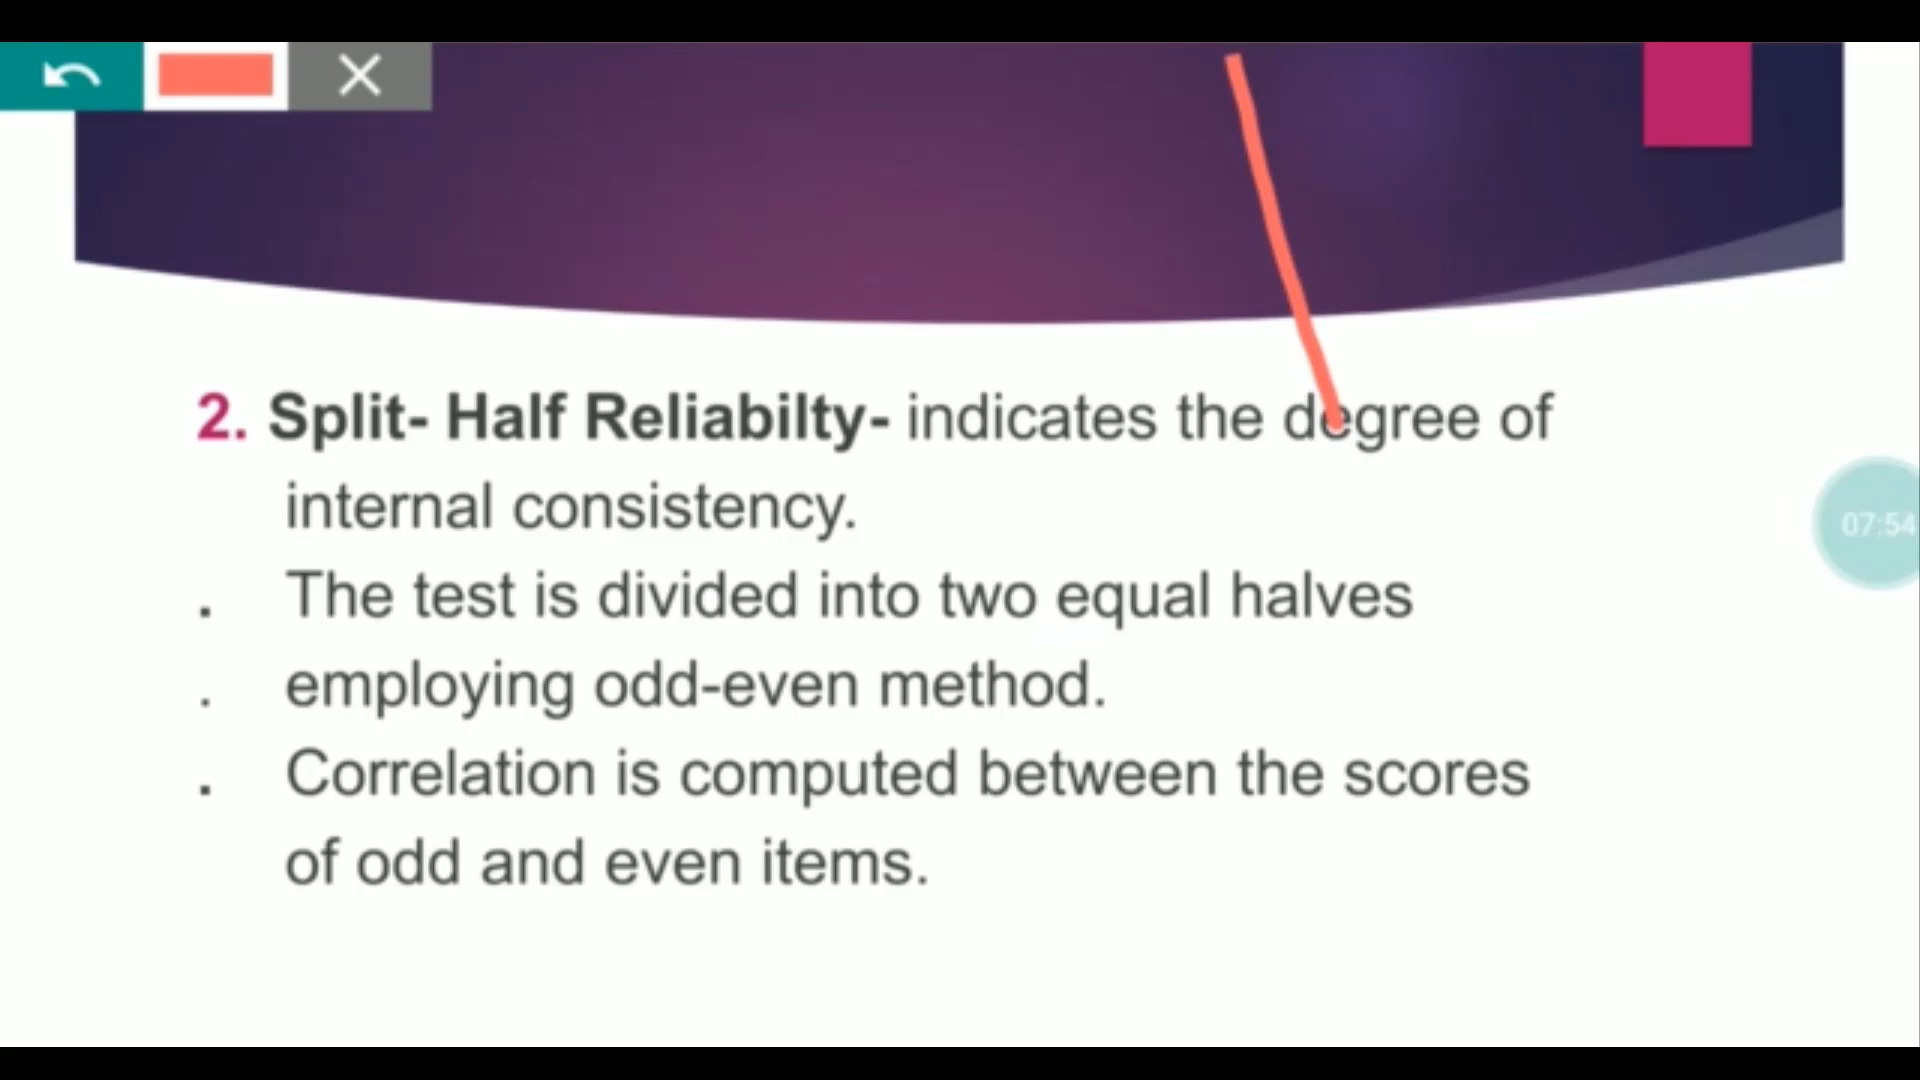 2. Split- Half Reliabilty- indicates the degree of
internal consistency.
. The test is divided into two equal halves
. employing odd-even method.
. Correlation is computed between the scores
of odd and even items.
07:54